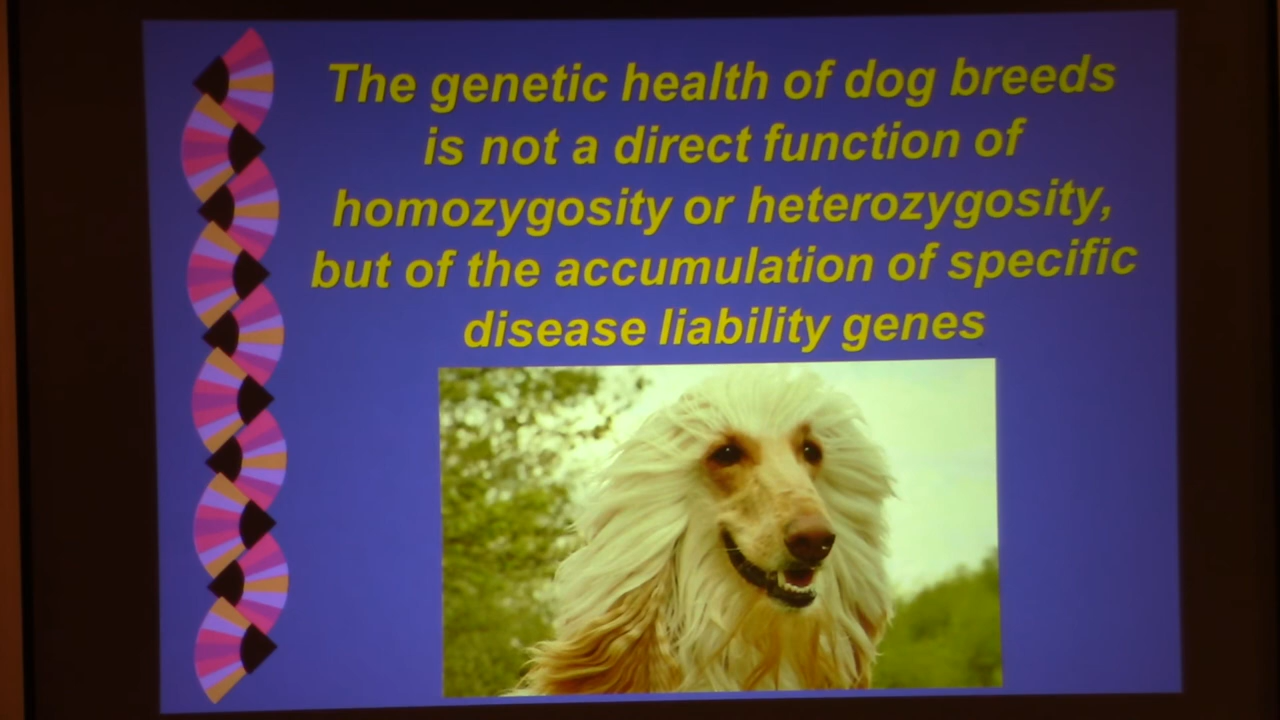 The genetic health of dog breeds
is not a direct function of
homozygosity or heterozygosity,
but of the accumulation of specific
disease liability genes